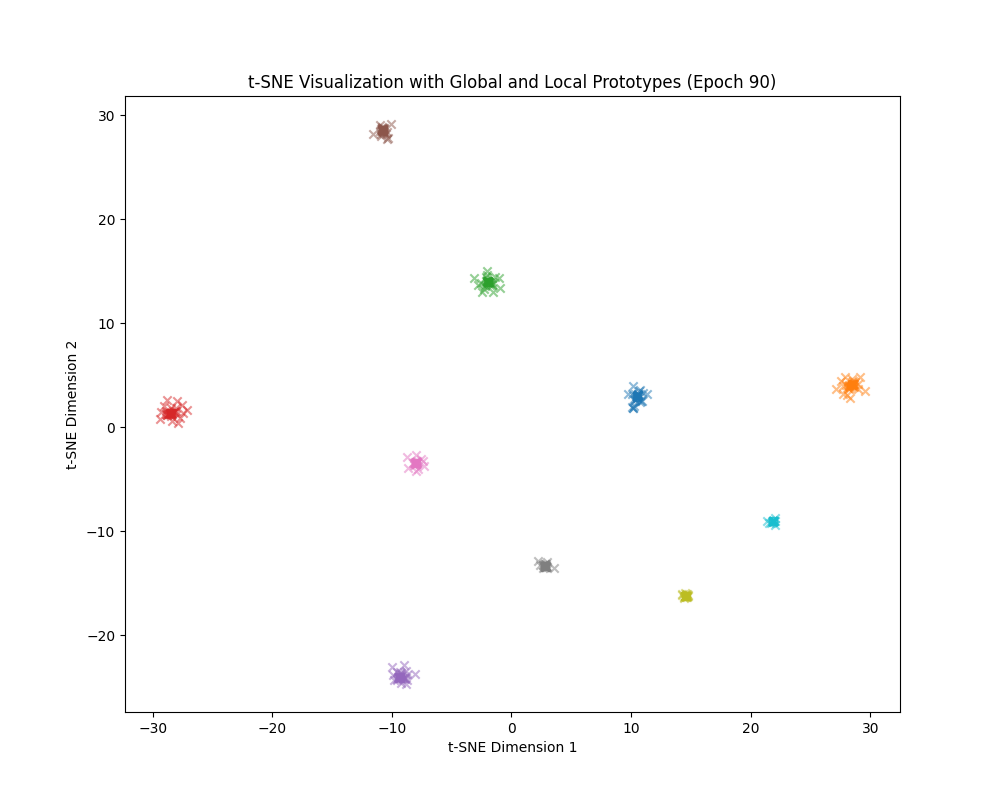 t-SNE Visualization with Global and Local Prototypes (Epoch 90)
30
20
10
0
−10
−20
t-SNE Dimension 2
−30 −20 −10 0 10 20 30
t-SNE Dimension 1